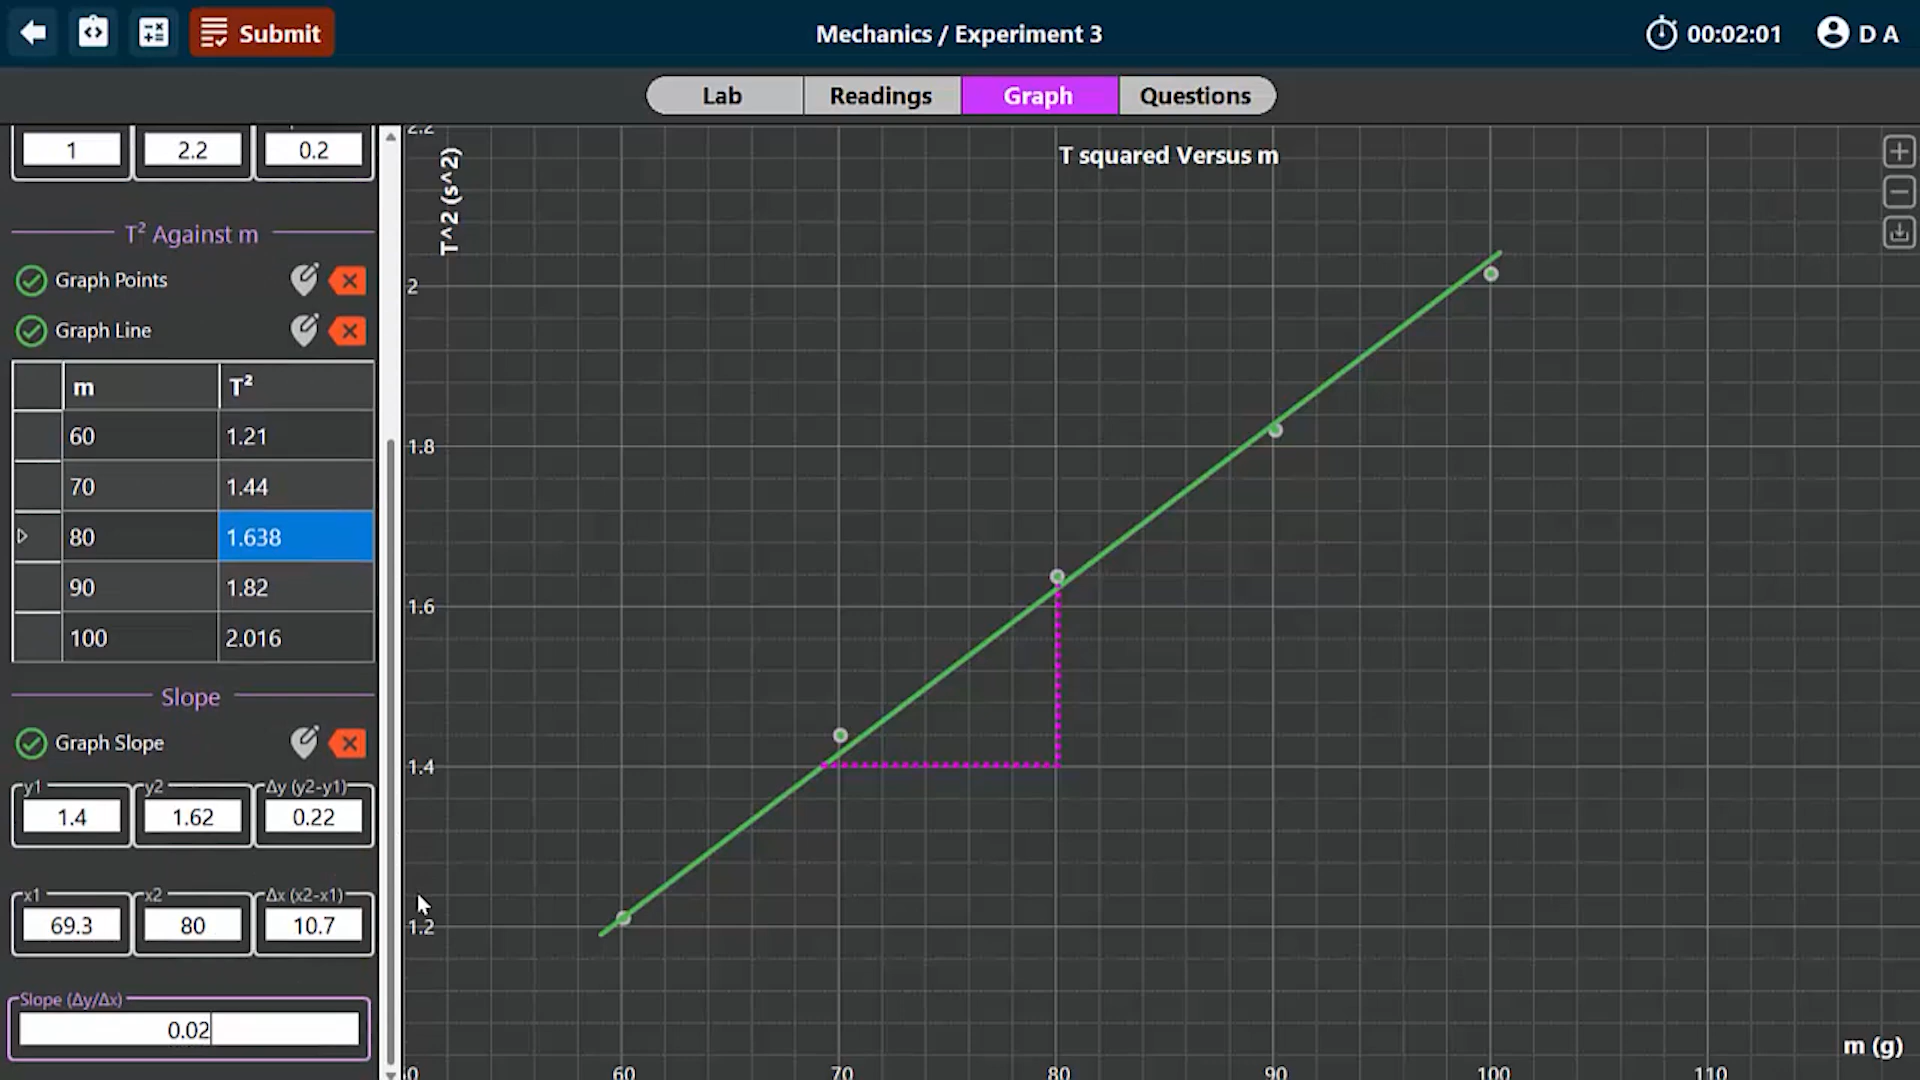 Submit
Mechanics / Experiment 3
00:02:01
D A
Lab
Readings
Graph
Questions
1
2.2
0.2
T² Against m
Graph Points
Graph Line
m T²
60 1.21
70 1.44
80 1.638
90 1.82
100 2.016
Slope
Graph Slope
y1 y2 Δy (y2-y1)
1.4 1.62 0.22
x1 x2 Δx (x2-x1)
69.3 80 10.7
Slope (Δy/Δx)
0.02
T squared Versus m
T^2 (s^2)
2.2
2
1.8
1.6
1.4
1.2
m (g)
60 70 80 90 100 110